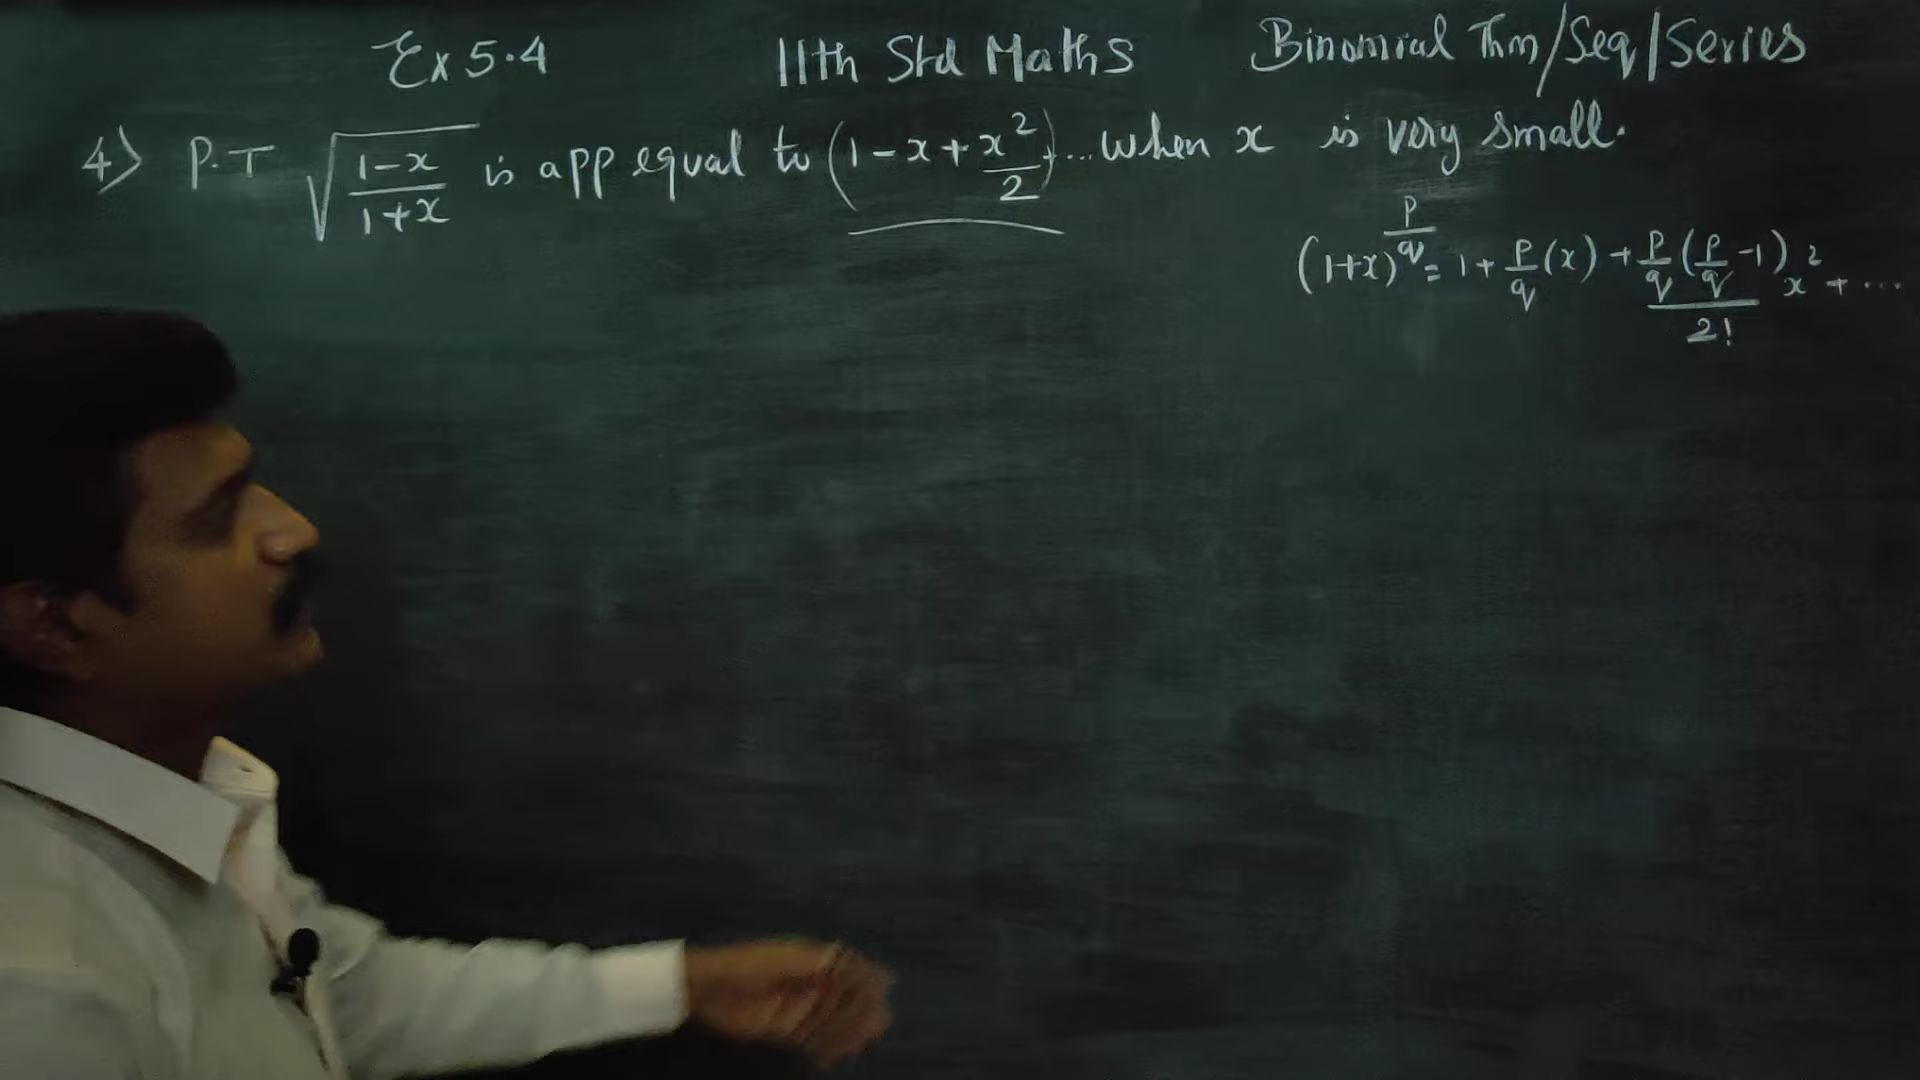 Ex 5.4 11th Std Maths Binomial Thm/Seq/Series
4) P.T √((1-x)/(1+x)) is app equal to (1-x+x²/2)+... when x is very small.
(1+x)^(p/q) = 1 + p/q (x) + (p/q (p/q -1))/2! x² + ...